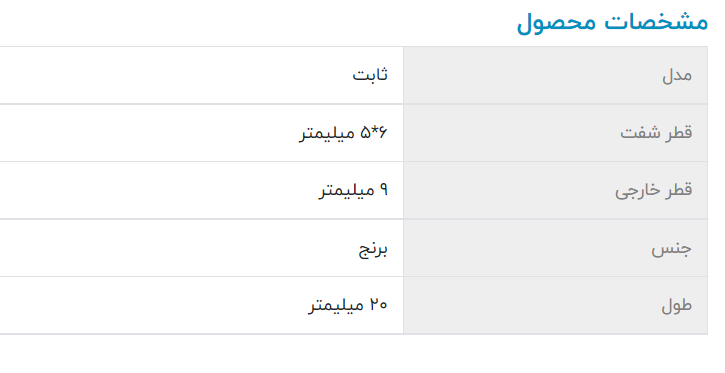 مشخصات محصول
مدل ثابت
قطر شفت ۶*۵ میلیمتر
قطر خارجی ۹ میلیمتر
جنس برنج
طول ۲۰ میلیمتر